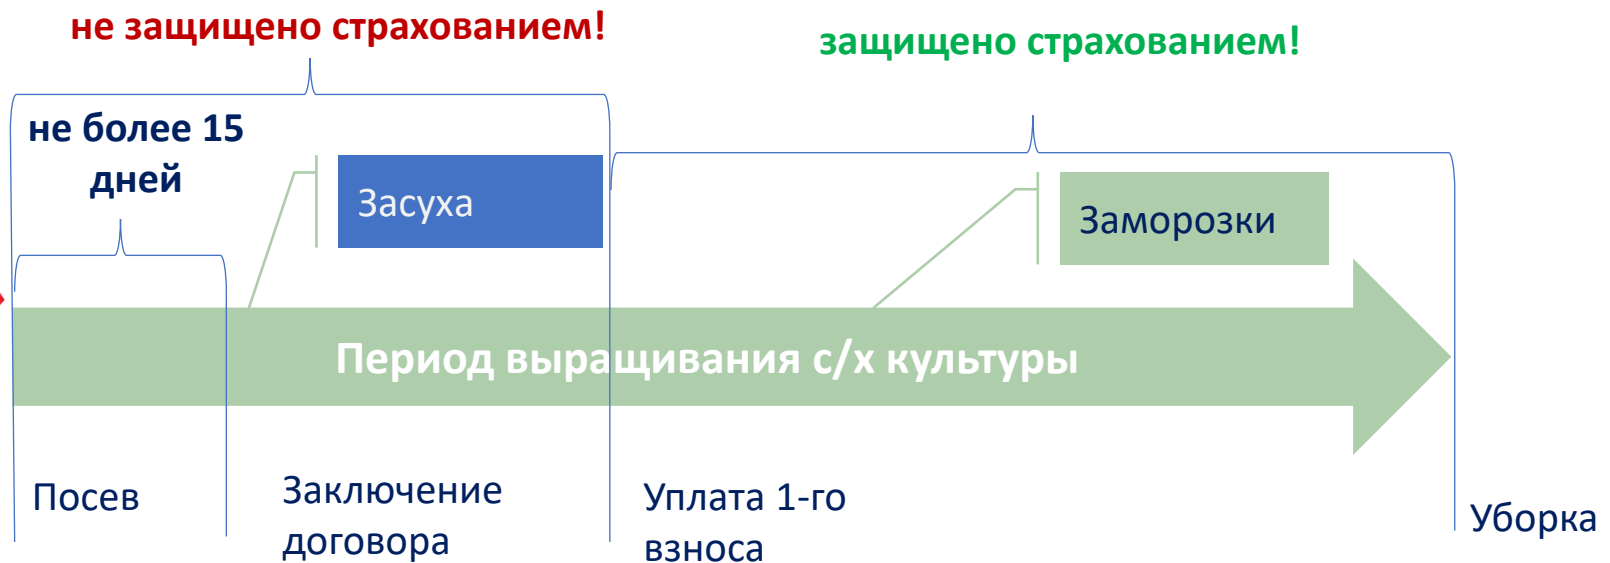 не защищено страхованием!
защищено страхованием!
не более 15
дней
Засуха
Заморозки
Период выращивания с/х культуры
Посев
Заключение
договора
Уплата 1-го
взноса
Уборка